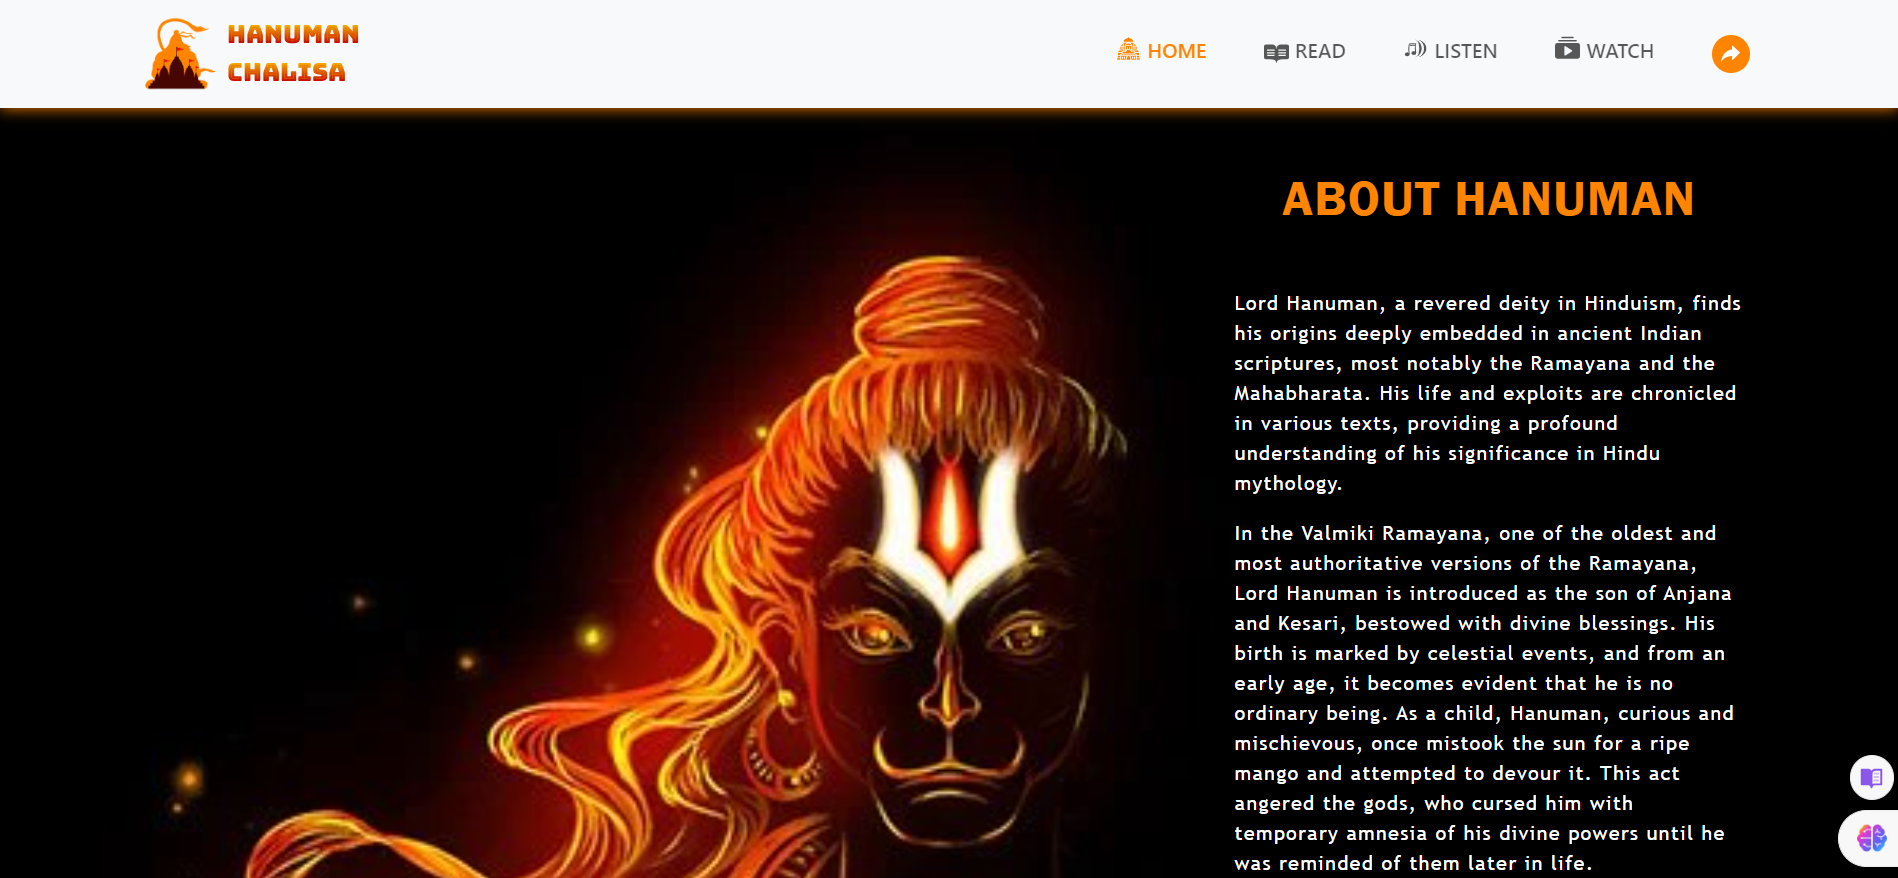 HANUMAN
CHALISA
HOME
READ
LISTEN
WATCH
ABOUT HANUMAN
Lord Hanuman, a revered deity in Hinduism, finds
his origins deeply embedded in ancient Indian
scriptures, most notably the Ramayana and the
Mahabharata. His life and exploits are chronicled
in various texts, providing a profound
understanding of his significance in Hindu
mythology.
In the Valmiki Ramayana, one of the oldest and
most authoritative versions of the Ramayana,
Lord Hanuman is introduced as the son of Anjana
and Kesari, bestowed with divine blessings. His
birth is marked by celestial events, and from an
early age, it becomes evident that he is no
ordinary being. As a child, Hanuman, curious and
mischievous, once mistook the sun for a ripe
mango and attempted to devour it. This act
angered the gods, who cursed him with
temporary amnesia of his divine powers until he
was reminded of them later in life.